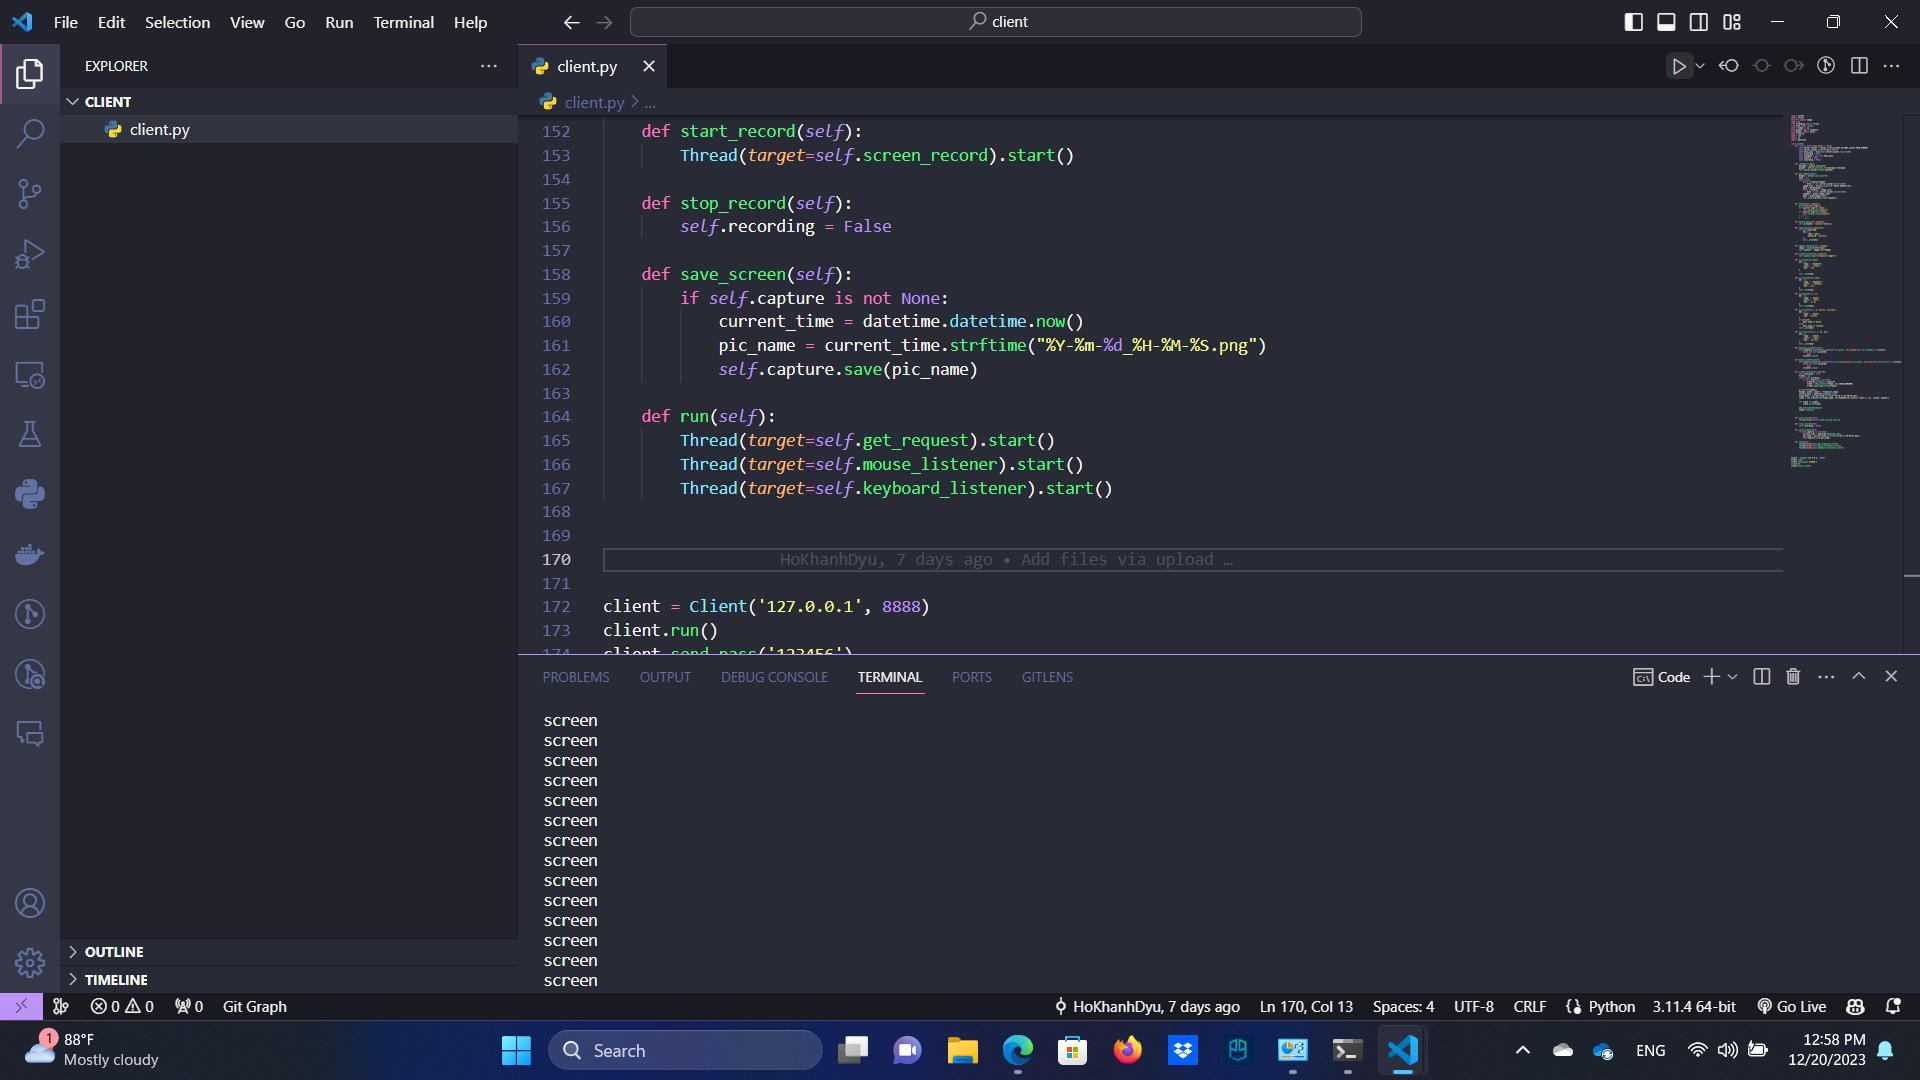 File Edit Selection View Go Run Terminal Help
client
EXPLORER
CLIENT
client.py
OUTLINE
TIMELINE
client.py
client.py > ...
152 def start_record(self):
153 Thread(target=self.screen_record).start()
154
155 def stop_record(self):
156 self.recording = False
157
158 def save_screen(self):
159 if self.capture is not None:
160 current_time = datetime.datetime.now()
161 pic_name = current_time.strftime("%Y-%m-%d_%H-%M-%S.png")
162 self.capture.save(pic_name)
163
164 def run(self):
165 Thread(target=self.get_request).start()
166 Thread(target=self.mouse_listener).start()
167 Thread(target=self.keyboard_listener).start()
168
169
170 HoKhanhDyu, 7 days ago • Add files via upload …
171
172 client = Client('127.0.0.1', 8888)
173 client.run()
174 client.send_pass('123456')
PROBLEMS OUTPUT DEBUG CONSOLE TERMINAL PORTS GITLENS
Code
screen
screen
screen
screen
screen
screen
screen
screen
screen
screen
screen
screen
screen
screen
0 0 0 Git Graph
HoKhanhDyu, 7 days ago Ln 170, Col 13 Spaces: 4 UTF-8 CRLF Python 3.11.4 64-bit Go Live
1
88°F
Mostly cloudy
Search
ENG
12:58 PM
12/20/2023